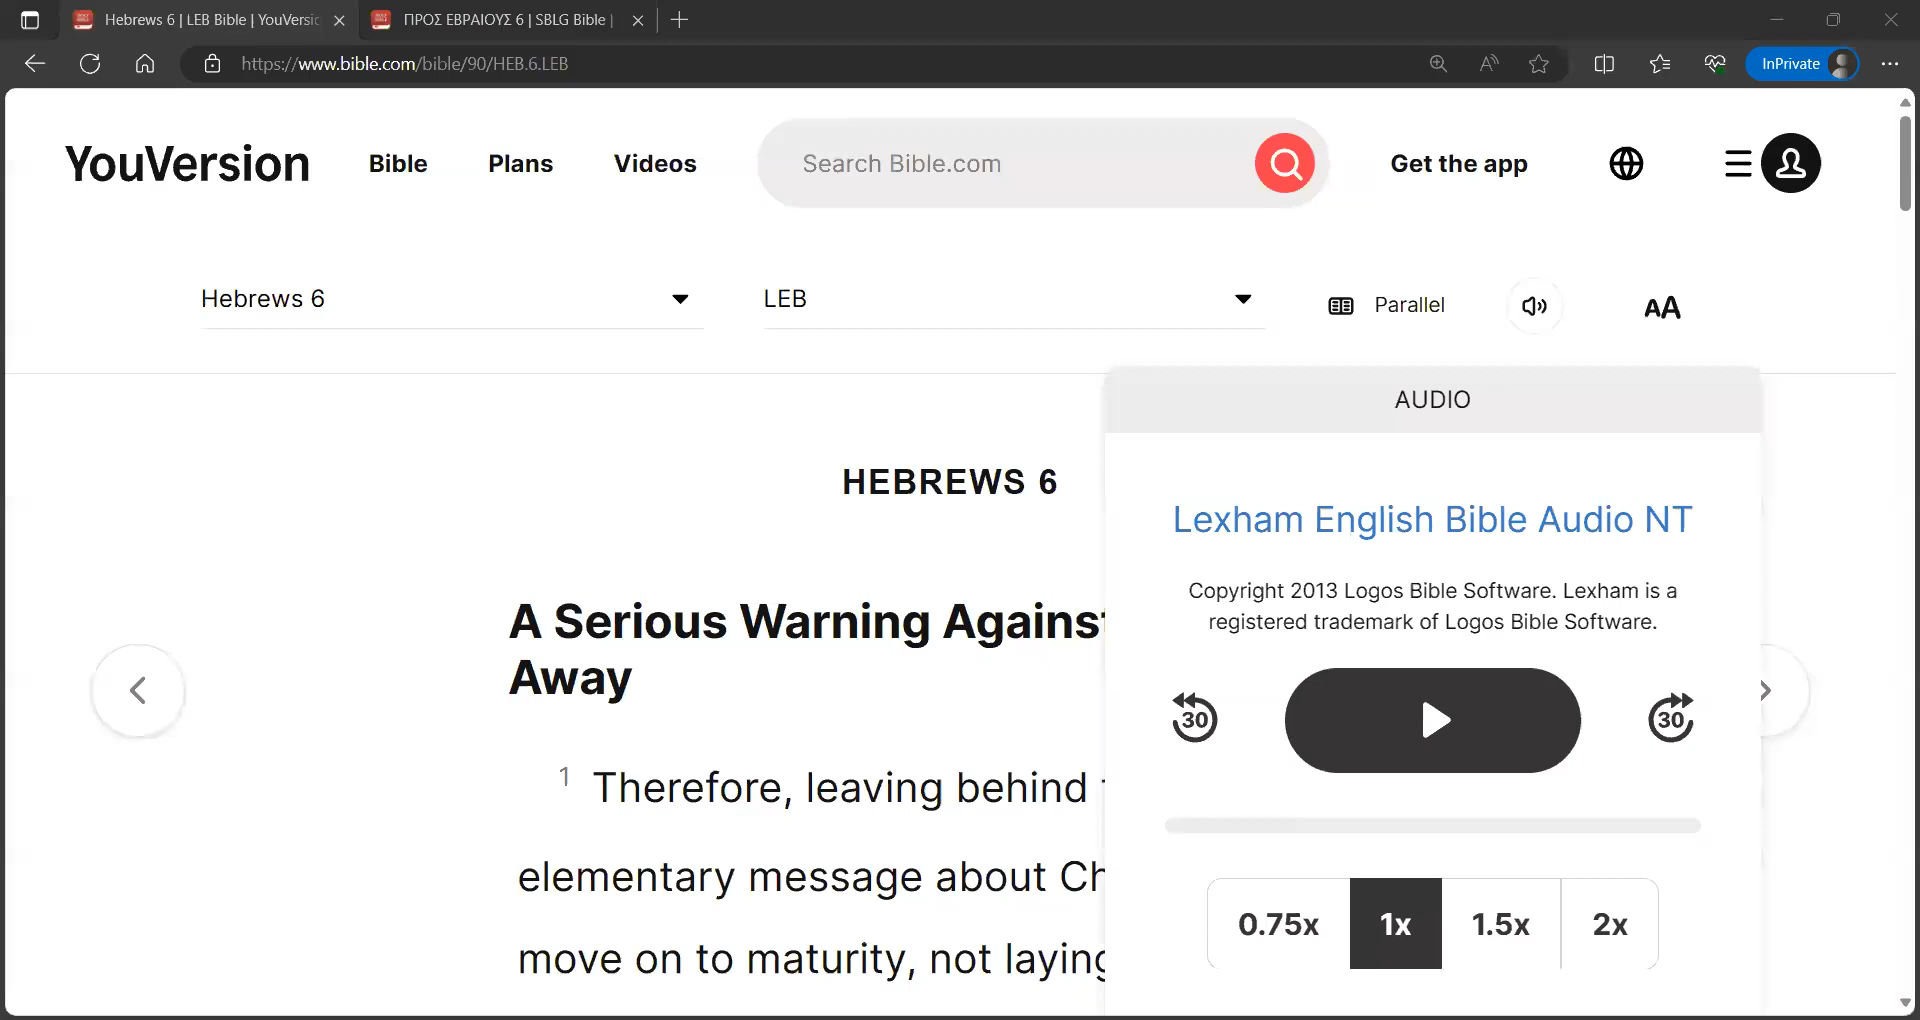 Hebrews 6 | LEB Bible | YouVersic
ΠΡΟΣ ΕΒΡΑΙΟΥΣ 6 | SBLG Bible |
https://www.bible.com/bible/90/HEB.6.LEB
InPrivate
YouVersion
Bible
Plans
Videos
Search Bible.com
Get the app
Hebrews 6
LEB
Parallel
AA
AUDIO
HEBREWS 6
Lexham English Bible Audio NT
Copyright 2013 Logos Bible Software. Lexham is a
registered trademark of Logos Bible Software.
A Serious Warning Against
Away
30
30
1 Therefore, leaving behind
elementary message about Ch
move on to maturity, not laying
0.75x
1x
1.5x
2x